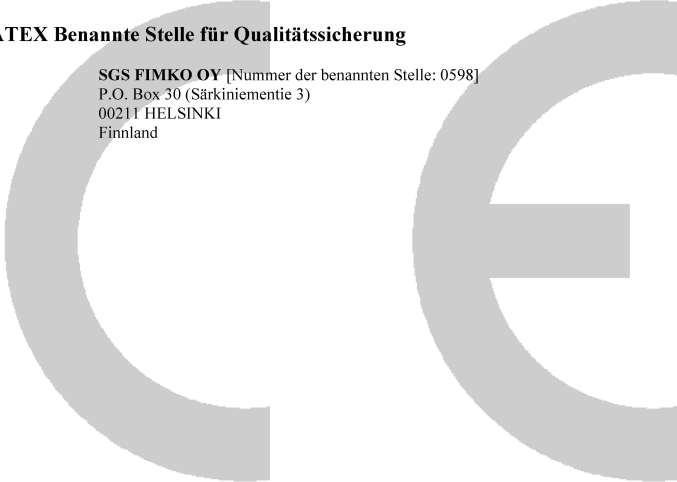 ATEX Benannte Stelle für Qualitätssicherung
SGS FIMKO OY [Nummer der benannten Stelle: 0598]
P.O. Box 30 (Särkiniementie 3)
00211 HELSINKI
Finnland